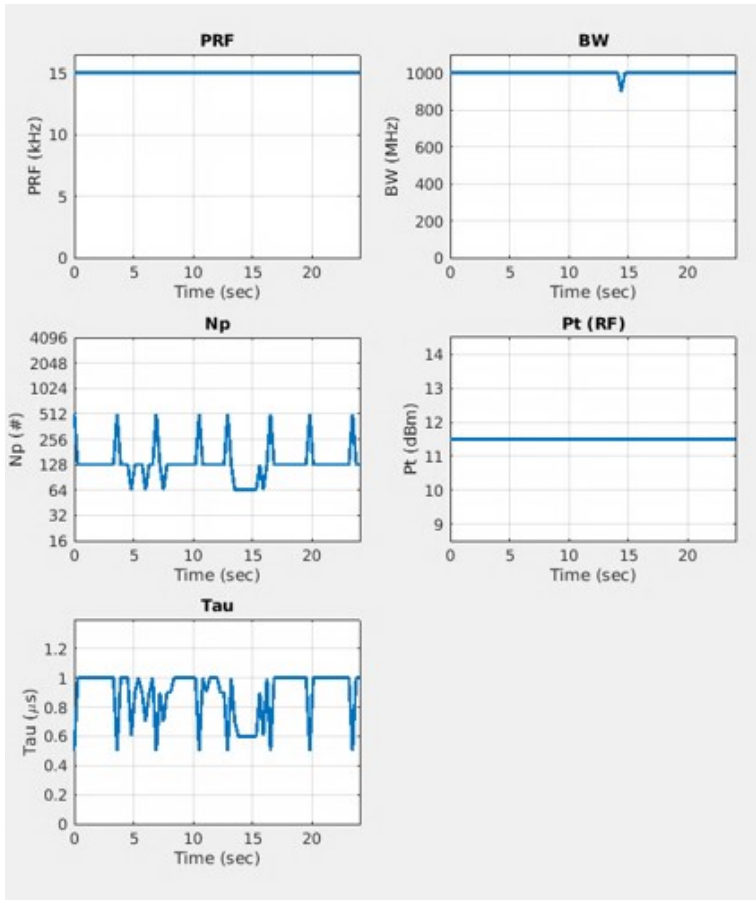 PRF
15
10
5
0
PRF (kHz)
0 5 10 15 20
Time (sec)
BW
1000
800
600
400
200
0
BW (MHz)
0 5 10 15 20
Time (sec)
Np
4096
2048
1024
512
256
128
64
32
16
Np (#)
0 5 10 15 20
Time (sec)
Pt (RF)
14
13
12
11
10
9
Pt (dBm)
0 5 10 15 20
Time (sec)
Tau
1.2
1
0.8
0.6
0.4
0.2
0
Tau (μs)
0 5 10 15 20
Time (sec)